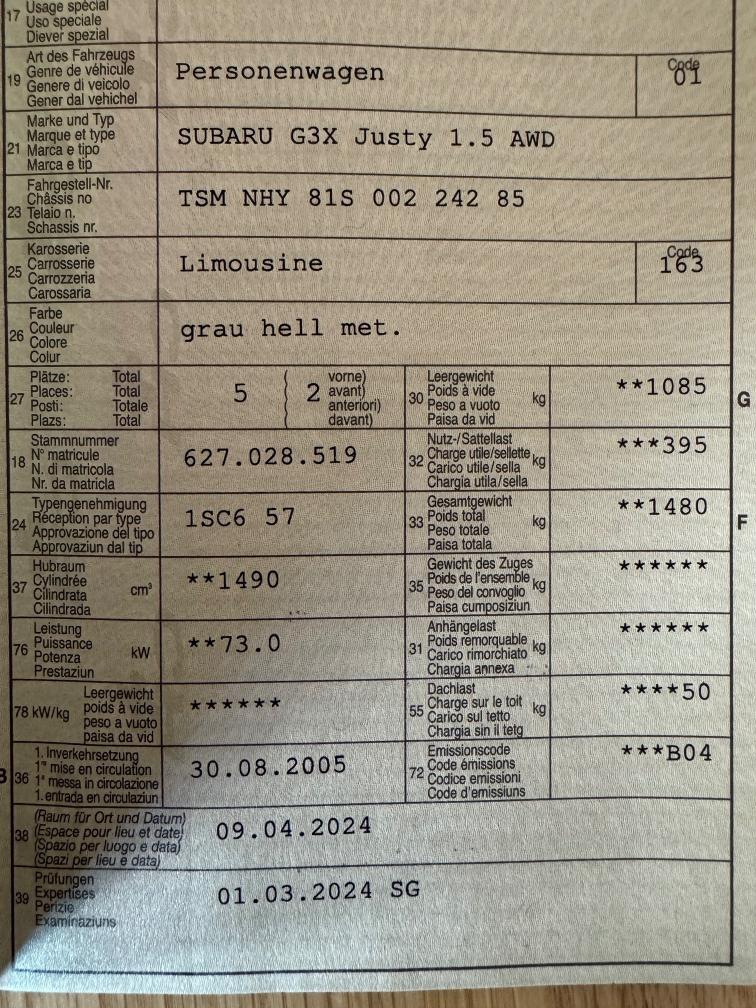 17 Usage spécial
Uso speciale
Diever spezial
19 Art des Fahrzeugs
Genre de véhicule
Genere di veicolo
Gener dal vehichel
Personenwagen
Code
01
21 Marke und Typ
Marque et type
Marca e tipo
Marca e tip
SUBARU G3X Justy 1.5 AWD
23 Fahrgestell-Nr.
Châssis no
Telaio n.
Schassis nr.
TSM NHY 81S 002 242 85
25 Karosserie
Carrosserie
Carrozzeria
Carossaria
Limousine
Code
163
26 Farbe
Couleur
Colore
Colur
grau hell met.
27 Plätze: Total
Places: Total
Posti: Totale
Plazs: Total
5 ( 2 vorne)
avant)
anteriori)
davant)
30 Leergewicht
Poids à vide
Peso a vuoto
Paisa da vid
kg
**1085
G
18 Stammnummer
N° matricule
N. di matricola
Nr. da matricla
627.028.519
32 Nutz-/Sattellast
Charge utile/sellette
Carico utile/sella
Chargia utila/sella
kg
***395
24 Typengenehmigung
Réception par type
Approvazione del tipo
Approvaziun dal tip
1SC6 57
33 Gesamtgewicht
Poids total
Peso totale
Paisa totala
kg
**1480
F
37 Hubraum
Cylindrée
Cilindrata
Cilindrada
cm³
**1490
35 Gewicht des Zuges
Poids de l'ensemble
Peso del convoglio
Paisa cumposiziun
kg
******
76 Leistung
Puissance
Potenza
Prestaziun
kW
**73.0
31 Anhängelast
Poids remorquable
Carico rimorchiato
Chargia annexa
kg
******
78 kW/kg Leergewicht
poids à vide
peso a vuoto
paisa da vid
******
55 Dachlast
Charge sur le toit
Carico sul tetto
Chargia sin il tetg
kg
****50
B
36 1. Inverkehrsetzung
1re mise en circulation
1a messa in circolazione
1. entrada en circulaziun
30.08.2005
72 Emissionscode
Code émissions
Codice emissioni
Code d'emissiuns
***B04
38 (Raum für Ort und Datum)
(Espace pour lieu et date)
(Spazio per luogo e data)
(Spazi per lieu e data)
09.04.2024
39 Prüfungen
Expertises
Perizie
Examinaziuns
01.03.2024 SG